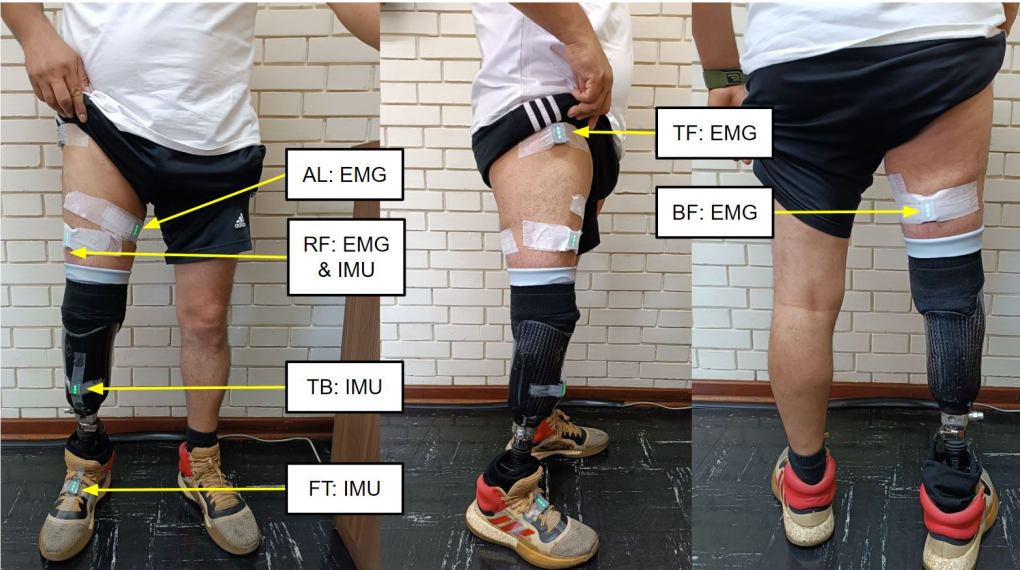 AL: EMG
RF: EMG
& IMU
TB: IMU
FT: IMU
TF: EMG
BF: EMG
adidas